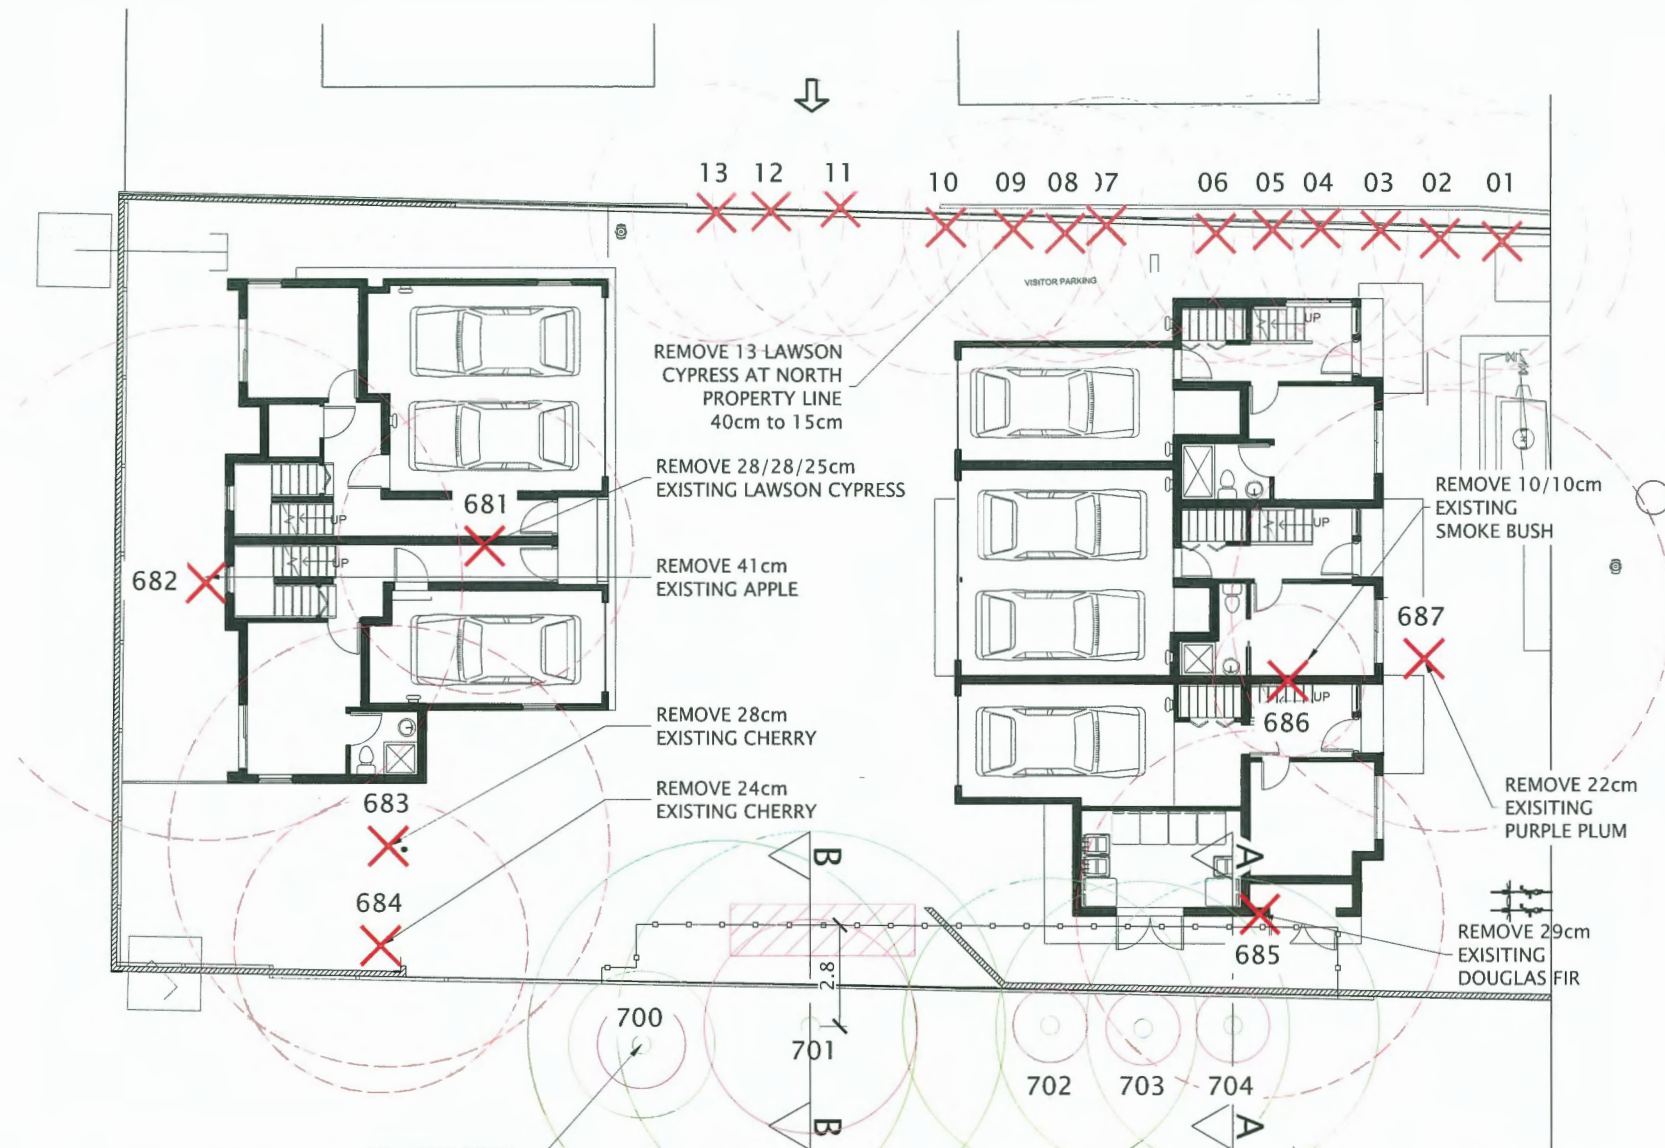 13 12 11 10 09 08 07 06 05 04 03 02 01
VISITOR PARKING
UP
REMOVE 13 LAWSON
CYPRESS AT NORTH
PROPERTY LINE
40cm to 15cm
REMOVE 28/28/25cm
EXISTING LAWSON CYPRESS
681
UP
UP
682
REMOVE 41cm
EXISTING APPLE
REMOVE 10/10cm
EXISTING
SMOKE BUSH
UP
687
UP
686
REMOVE 28cm
EXISTING CHERRY
683
REMOVE 24cm
EXISTING CHERRY
684
REMOVE 22cm
EXISITING
PURPLE PLUM
B
A
685
REMOVE 29cm
EXISITING
DOUGLAS FIR
2.8
700
701
702
703
704
B
A